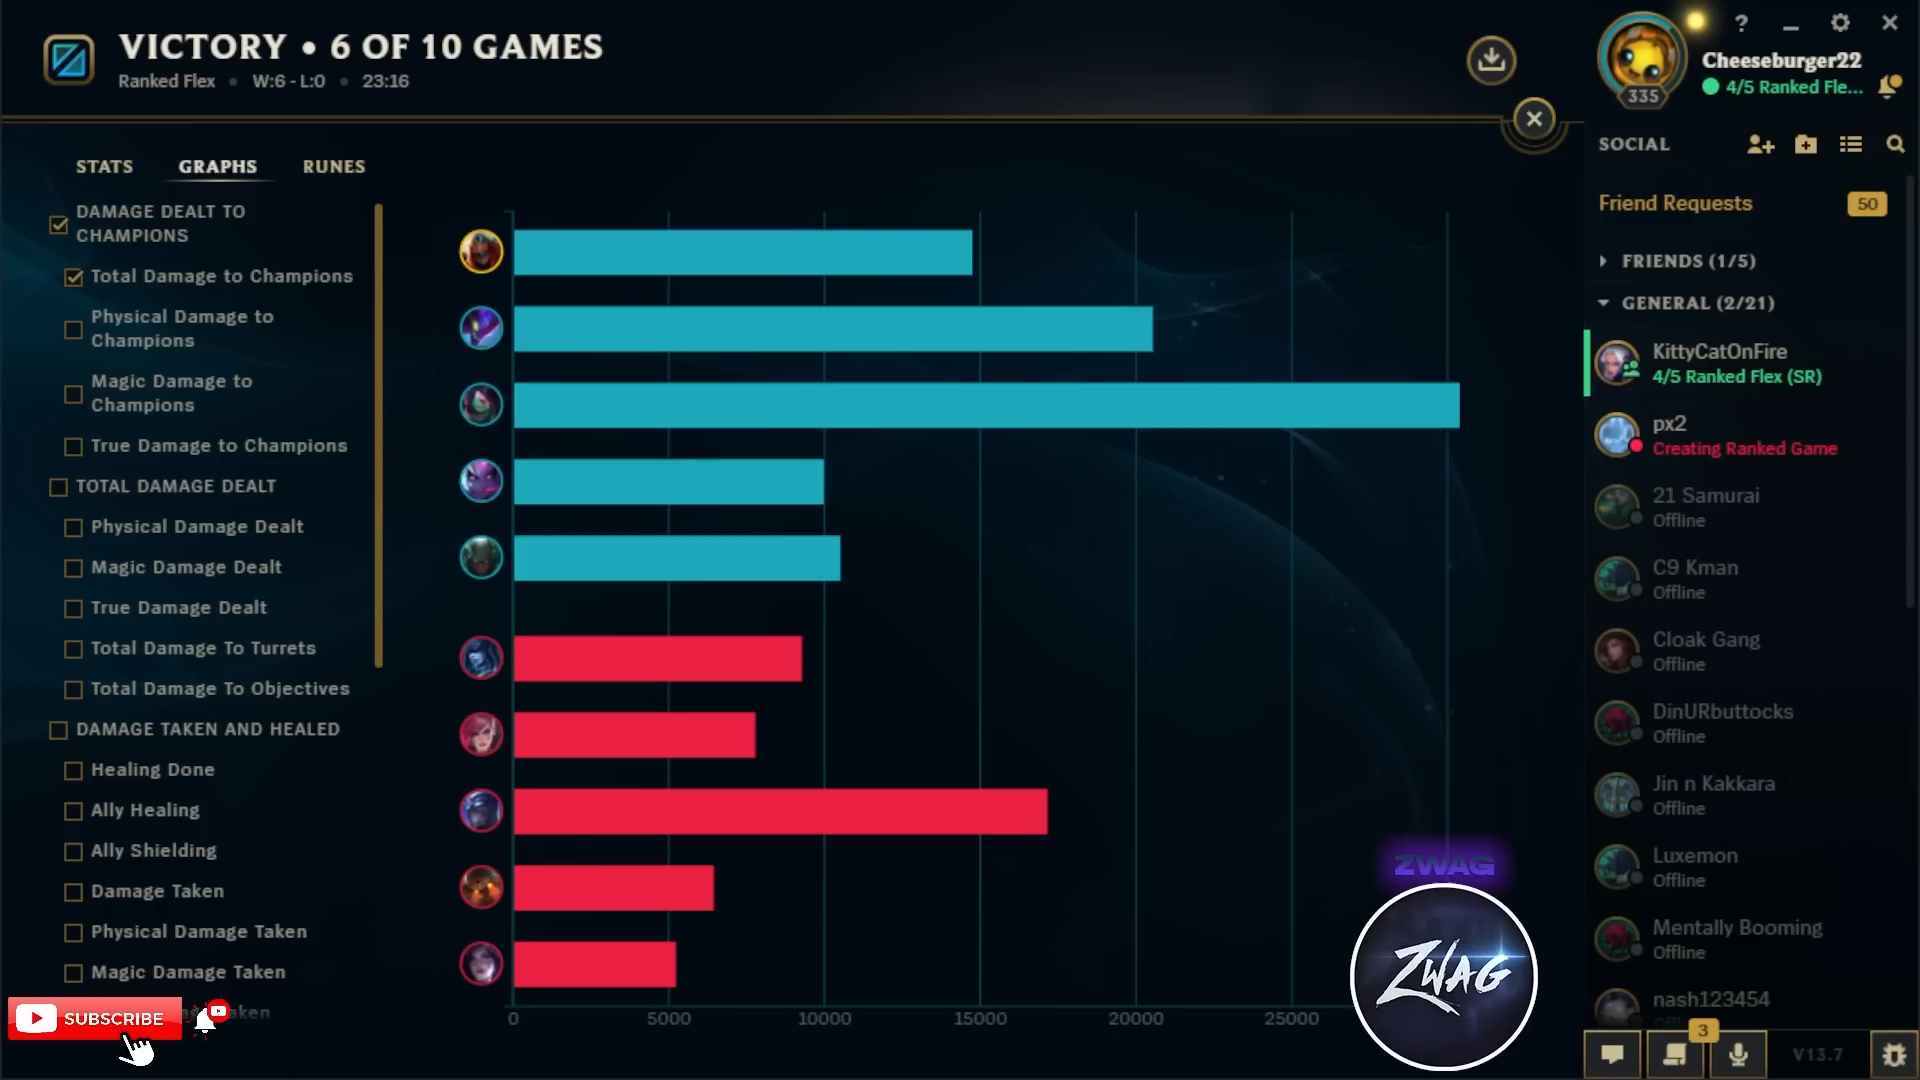 VICTORY • 6 OF 10 GAMES
Ranked Flex • W:6 - L:0 • 23:16
STATS
GRAPHS
RUNES
DAMAGE DEALT TO
CHAMPIONS
Total Damage to Champions
Physical Damage to
Champions
Magic Damage to
Champions
True Damage to Champions
TOTAL DAMAGE DEALT
Physical Damage Dealt
Magic Damage Dealt
True Damage Dealt
Total Damage To Turrets
Total Damage To Objectives
DAMAGE TAKEN AND HEALED
Healing Done
Ally Healing
Ally Shielding
Damage Taken
Physical Damage Taken
Magic Damage Taken
SUBSCRIBE
0
5000
10000
15000
20000
25000
ZWAG
ZWAG
?
335
Cheeseburger22
4/5 Ranked Fle...
SOCIAL
Friend Requests
50
FRIENDS (1/5)
GENERAL (2/21)
KittyCatOnFire
4/5 Ranked Flex (SR)
px2
Creating Ranked Game
21 Samurai
Offline
C9 Kman
Offline
Cloak Gang
Offline
DinURbuttocks
Offline
Jin n Kakkara
Offline
Luxemon
Offline
Mentally Booming
Offline
nash123454
3
V13.7